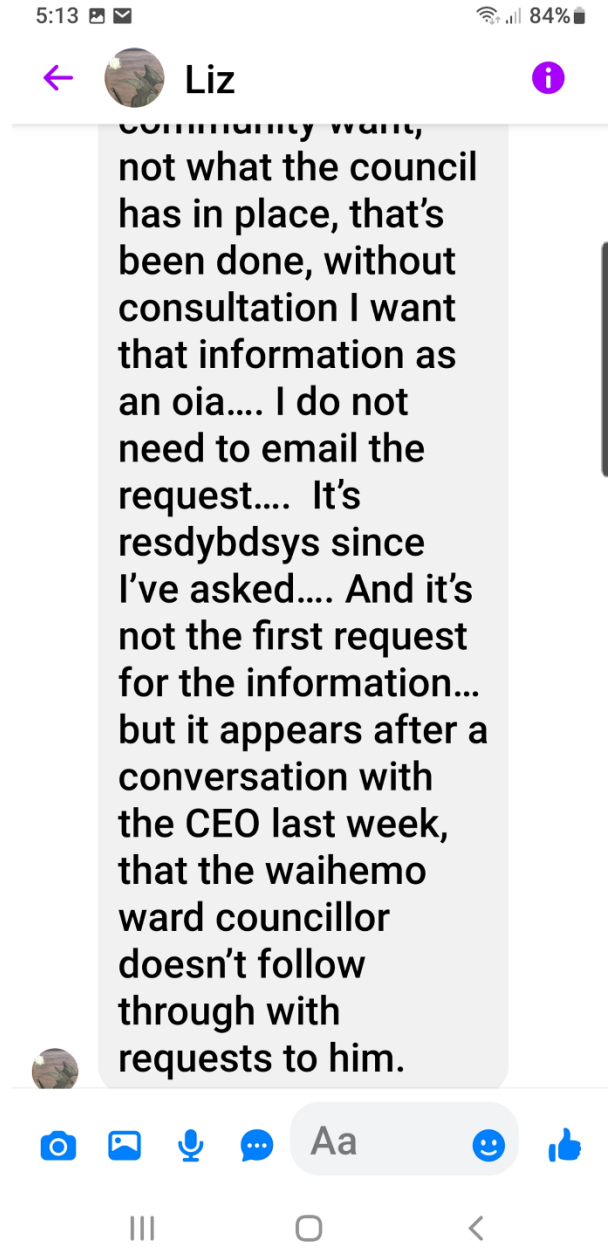 5:13 84%
Liz
community want,
not what the council
has in place, that's
been done, without
consultation I want
that information as
an oia.... I do not
need to email the
request.... It's
resdybdsys since
I've asked.... And it's
not the first request
for the information...
but it appears after a
conversation with
the CEO last week,
that the waihemo
ward councillor
doesn't follow
through with
requests to him.
Aa